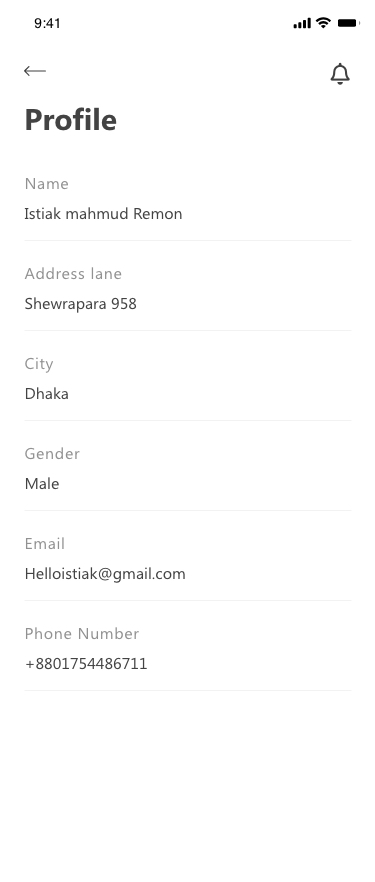 9:41
Profile
Name
Istiak mahmud Remon
Address lane
Shewrapara 958
City
Dhaka
Gender
Male
Email
Helloistiak@gmail.com
Phone Number
+8801754486711